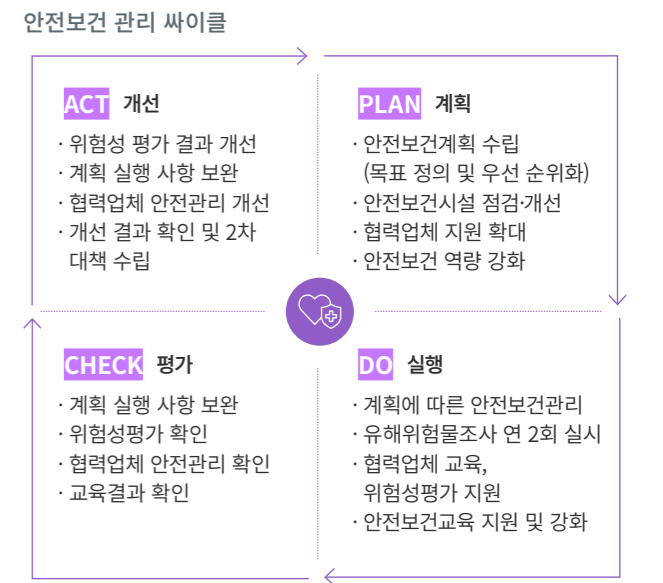 안전보건 관리 싸이클
ACT 개선
· 위험성 평가 결과 개선
· 계획 실행 사항 보완
· 협력업체 안전관리 개선
· 개선 결과 확인 및 2차
대책 수립
PLAN 계획
· 안전보건계획 수립
(목표 정의 및 우선 순위화)
· 안전보건시설 점검·개선
· 협력업체 지원 확대
· 안전보건 역량 강화
CHECK 평가
· 계획 실행 사항 보완
· 위험성평가 확인
· 협력업체 안전관리 확인
· 교육결과 확인
DO 실행
· 계획에 따른 안전보건관리
· 유해위험물조사 연 2회 실시
· 협력업체 교육,
위험성평가 지원
· 안전보건교육 지원 및 강화